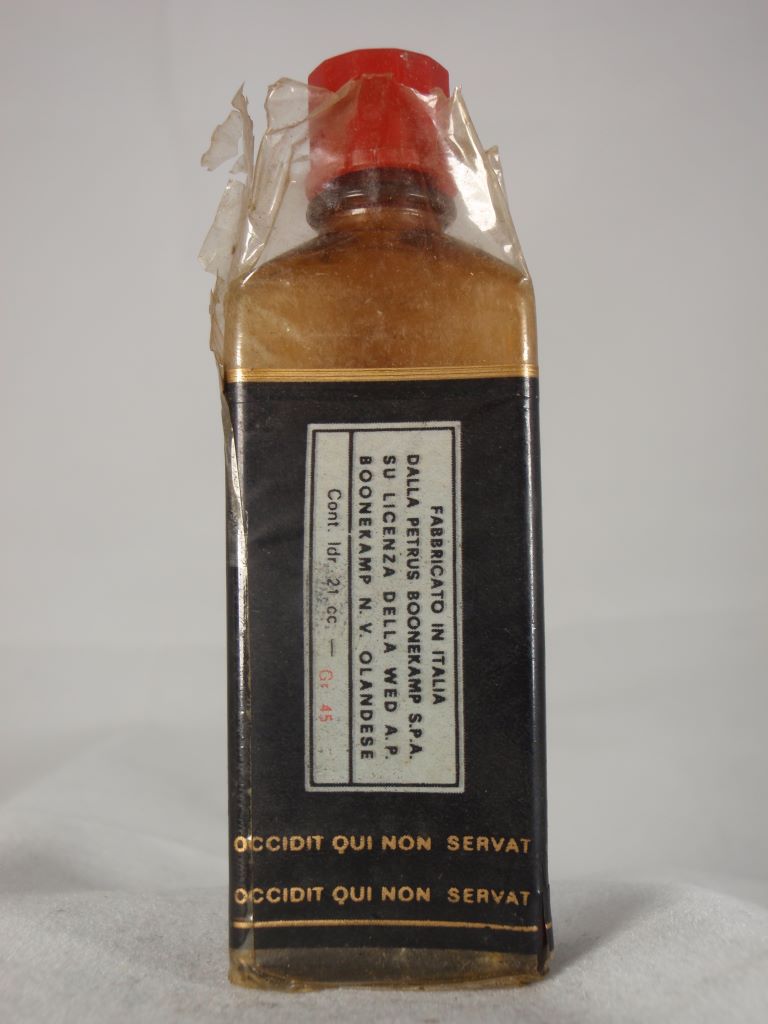 FABBRICATO IN ITALIA
DALLA PETRUS BOONEKAMP S.P.A.
SU LICENZA DELLA WED A.P.
BOONEKAMP N.V. OLANDESE
Cont. Idr. 21 cc. — Gr 45
OCCIDIT QUI NON SERVAT
OCCIDIT QUI NON SERVAT